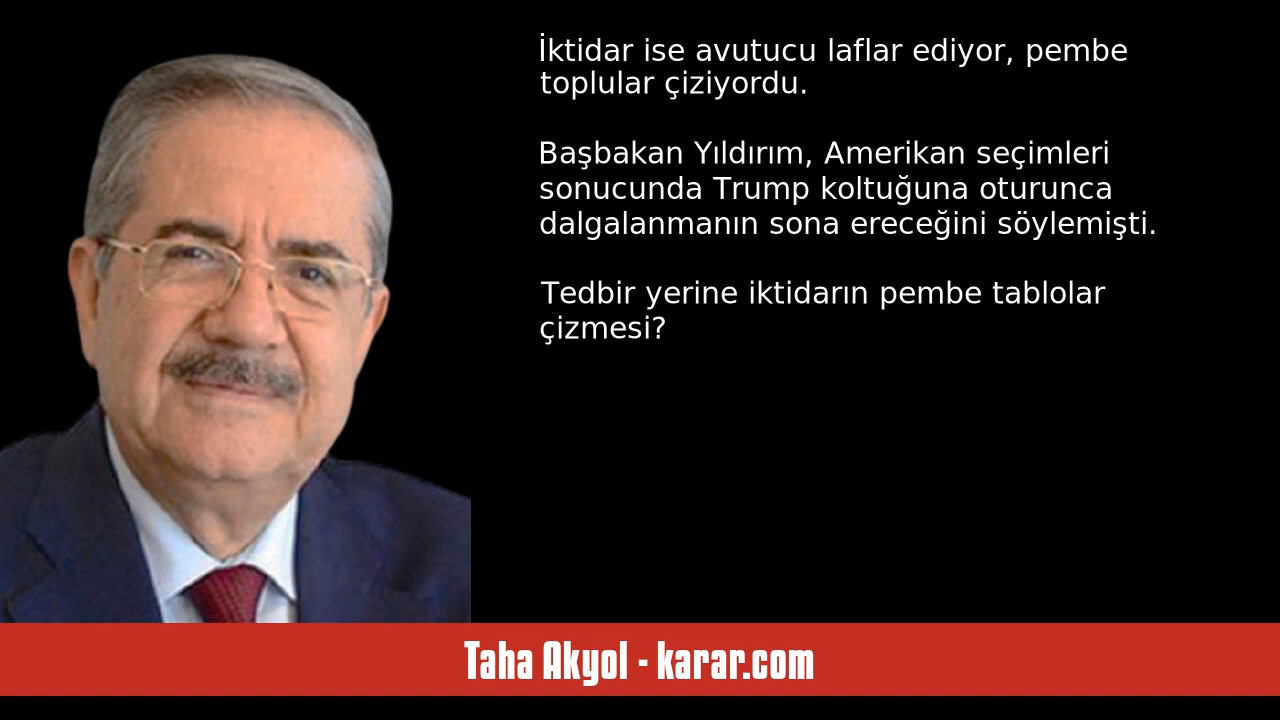 İktidar ise avutucu laflar ediyor, pembe
toplular çiziyordu.
Başbakan Yıldırım, Amerikan seçimleri
sonucunda Trump koltuğuna oturunca
dalgalanmanın sona ereceğini söylemişti.
Tedbir yerine iktidarın pembe tablolar
çizmesi?
Taha Akyol - karar.com